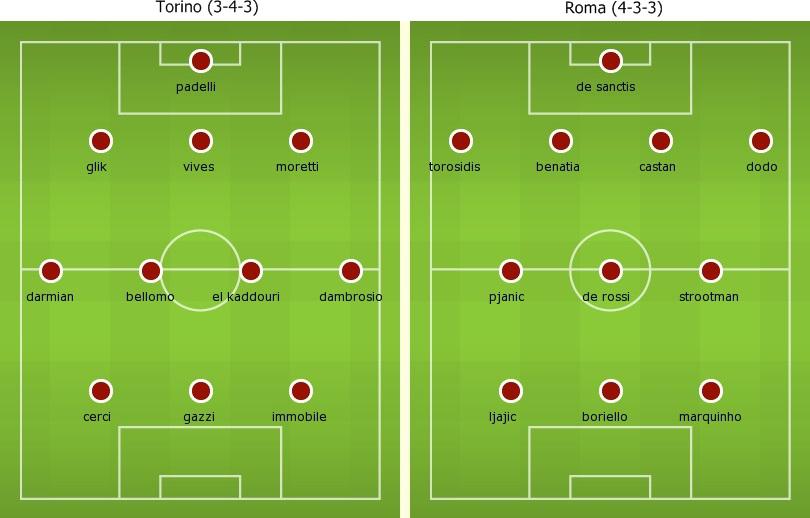 Torino (3-4-3)
padelli
glik vives moretti
darmian bellomo el kaddouri dambrosio
cerci gazzi immobile
Roma (4-3-3)
de sanctis
torosidis benatia castan dodo
pjanic de rossi strootman
ljajic boriello marquinho